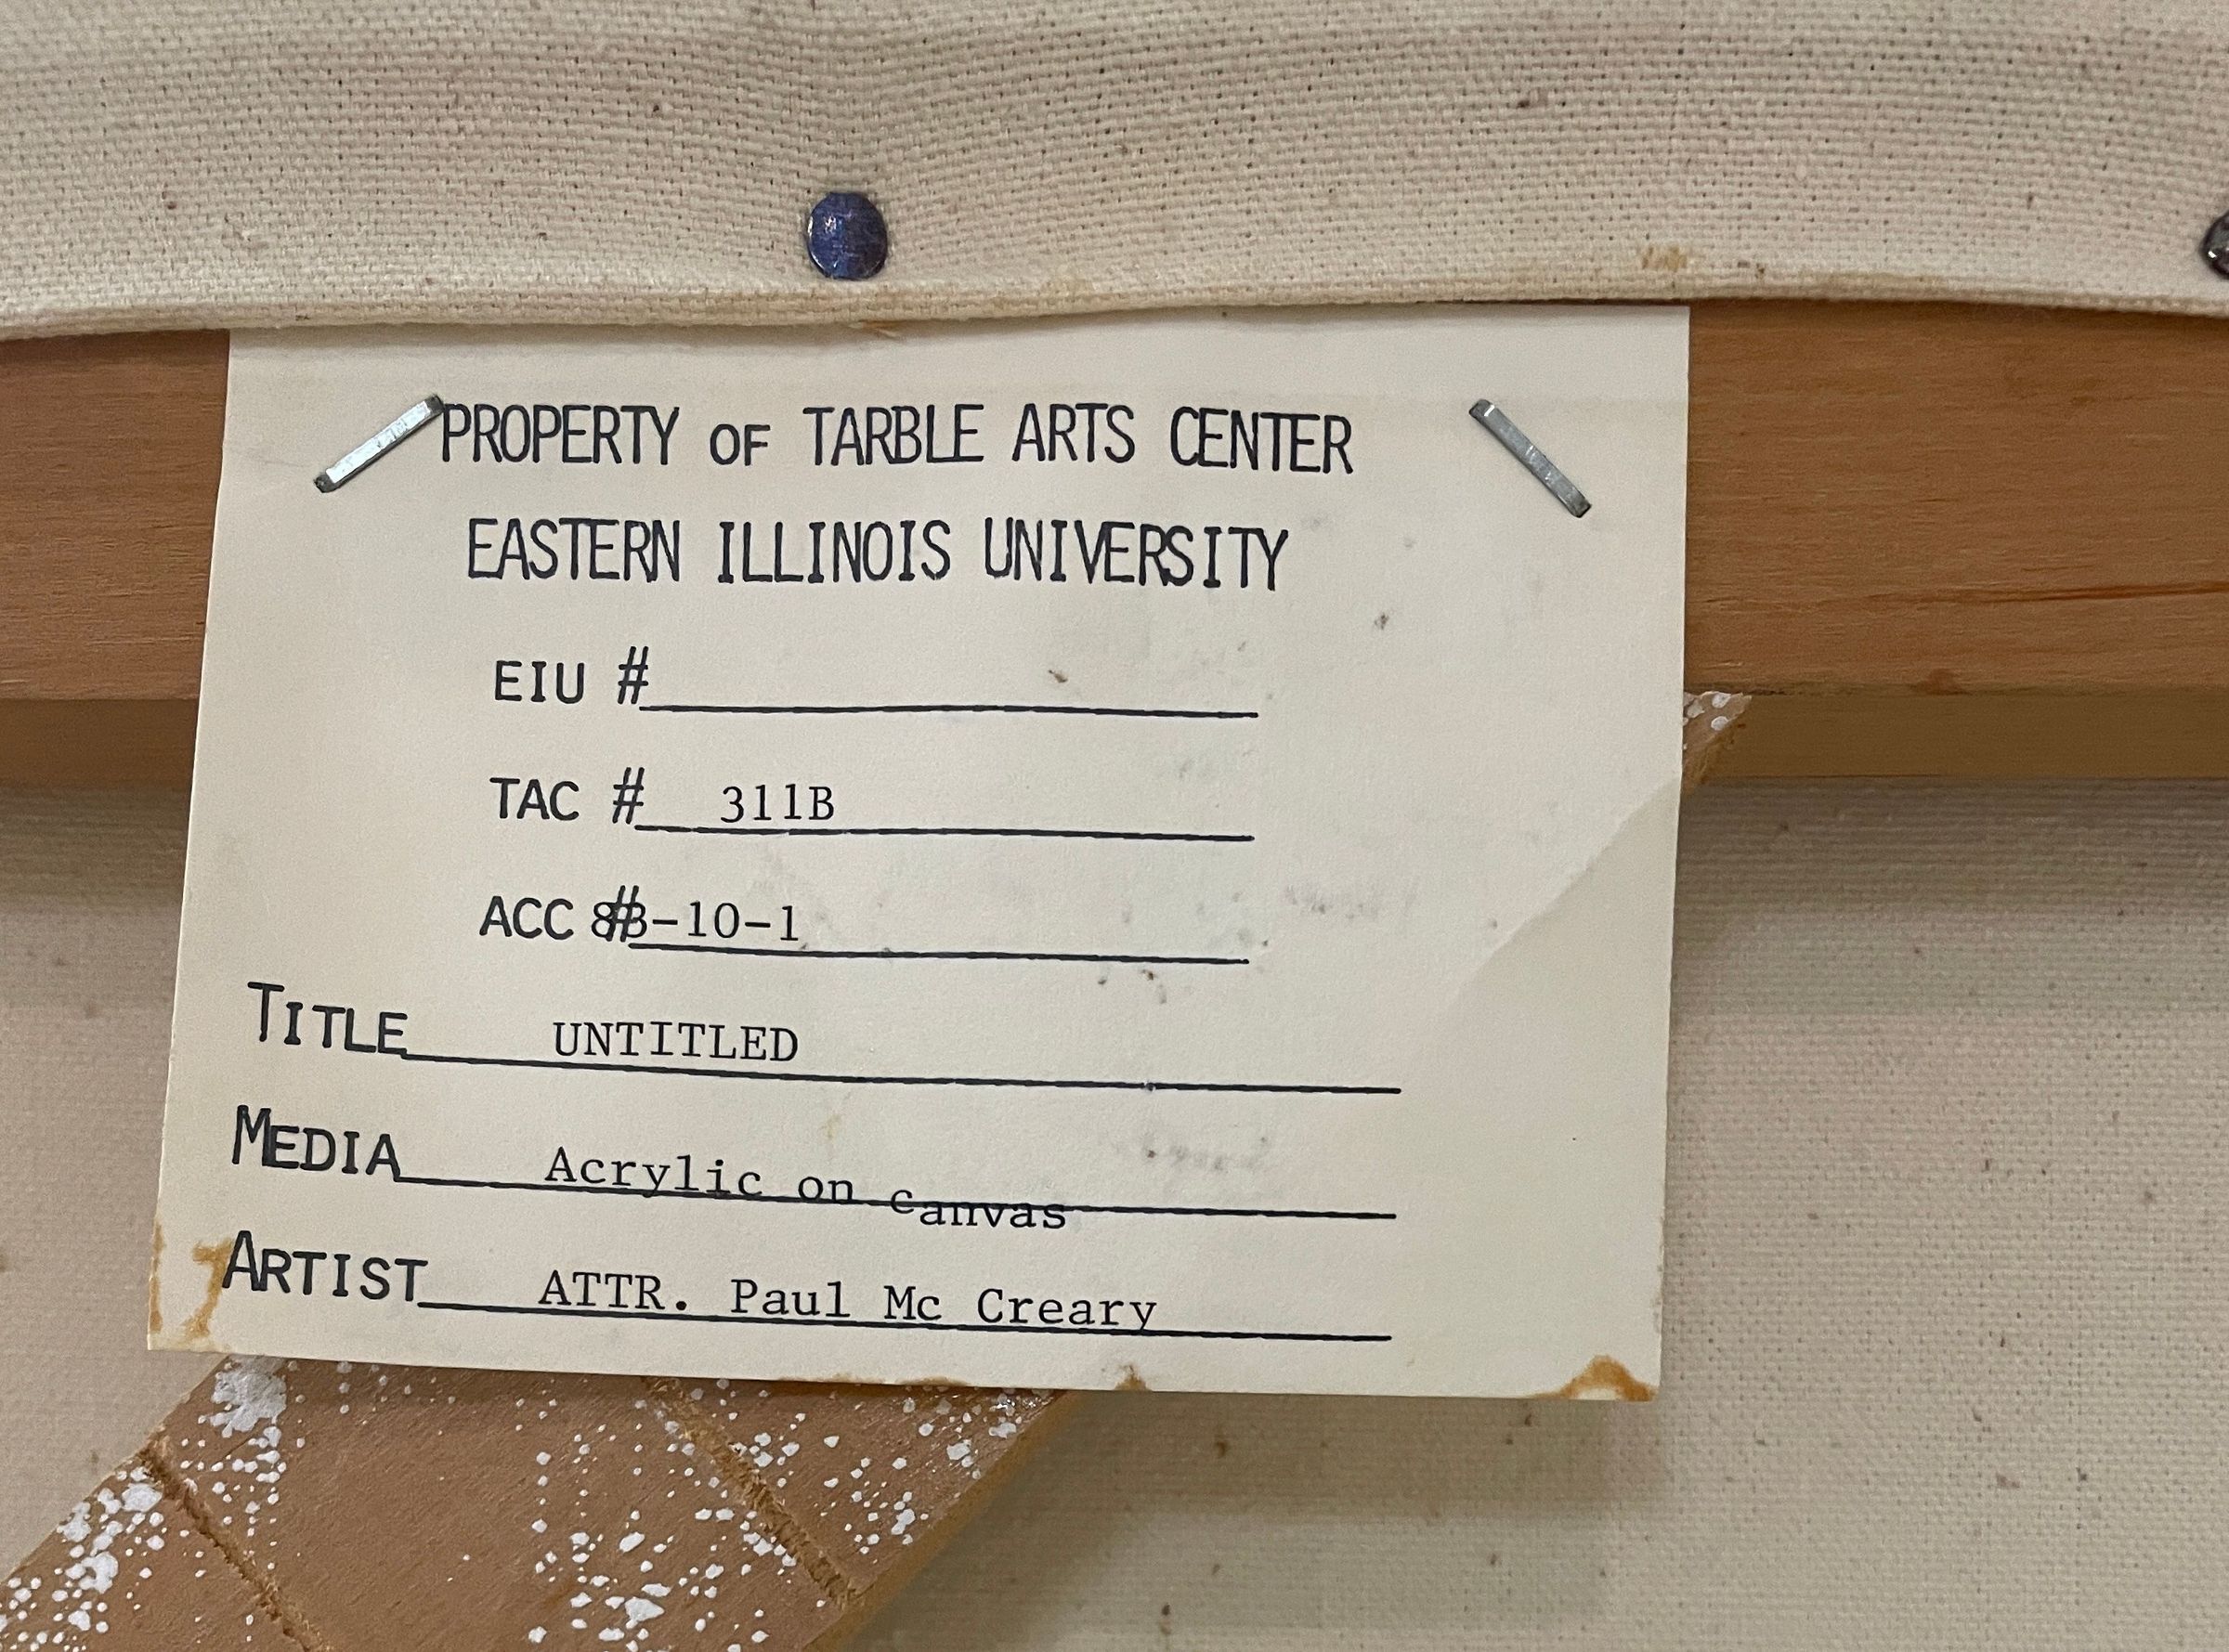 PROPERTY OF TARBLE ARTS CENTER
EASTERN ILLINOIS UNIVERSITY
EIU #
TAC # 311B
ACC # 83-10-1
TITLE UNTITLED
MEDIA Acrylic on canvas
ARTIST ATTR. Paul Mc Creary